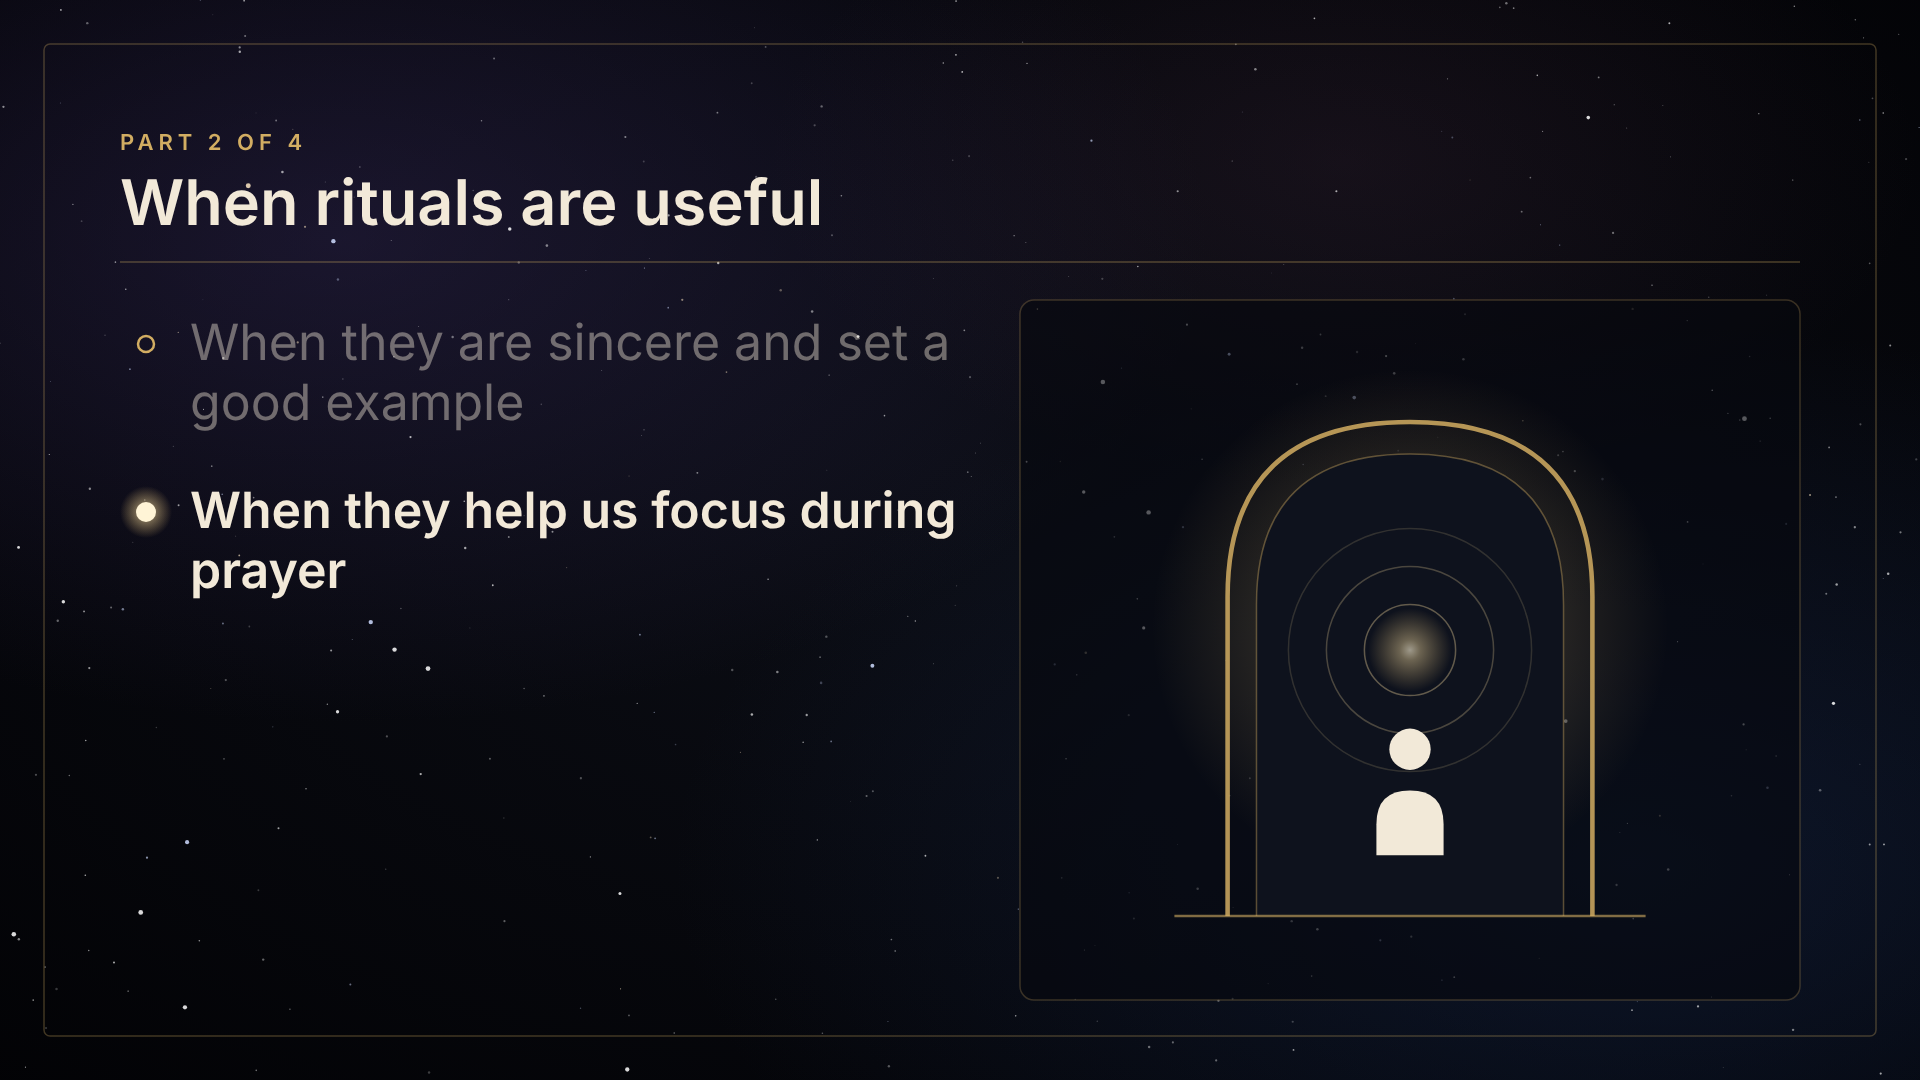 PART 2 OF 4
When rituals are useful
When they are sincere and set a
good example
When they help us focus during
prayer